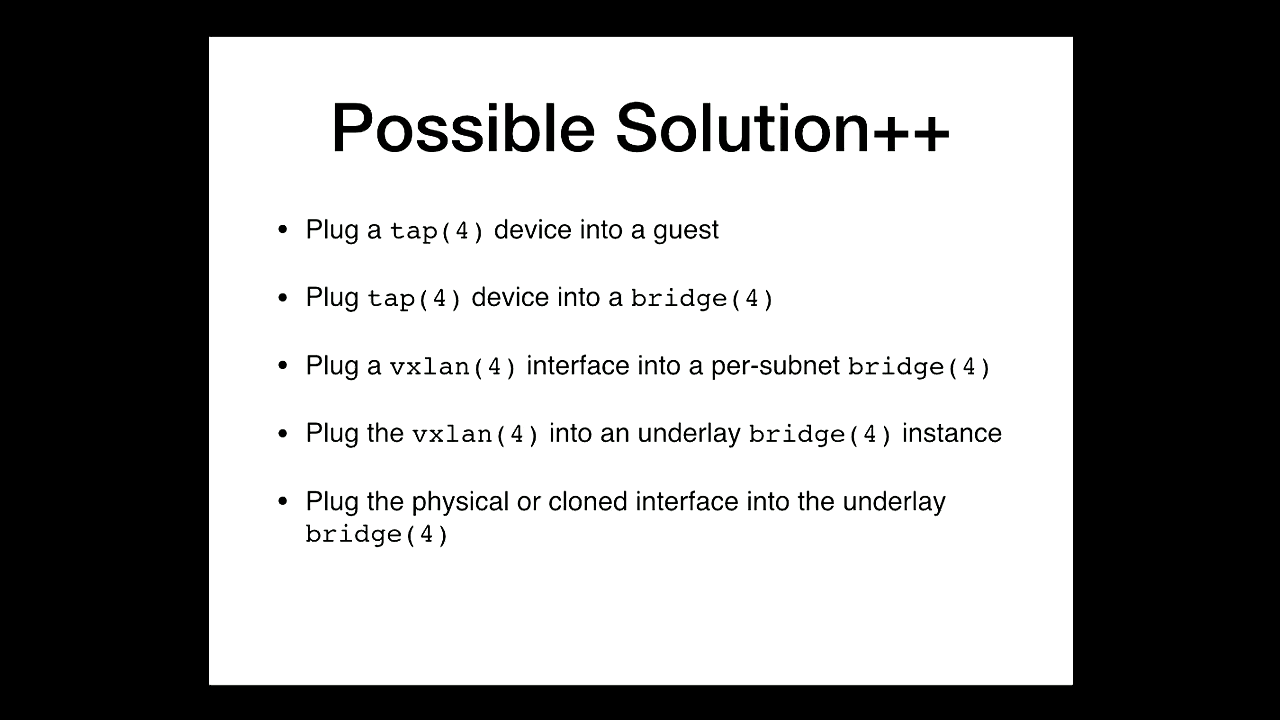 Possible Solution++
• Plug a tap(4) device into a guest
• Plug tap(4) device into a bridge(4)
• Plug a vxlan(4) interface into a per-subnet bridge(4)
• Plug the vxlan(4) into an underlay bridge(4) instance
• Plug the physical or cloned interface into the underlay
bridge(4)